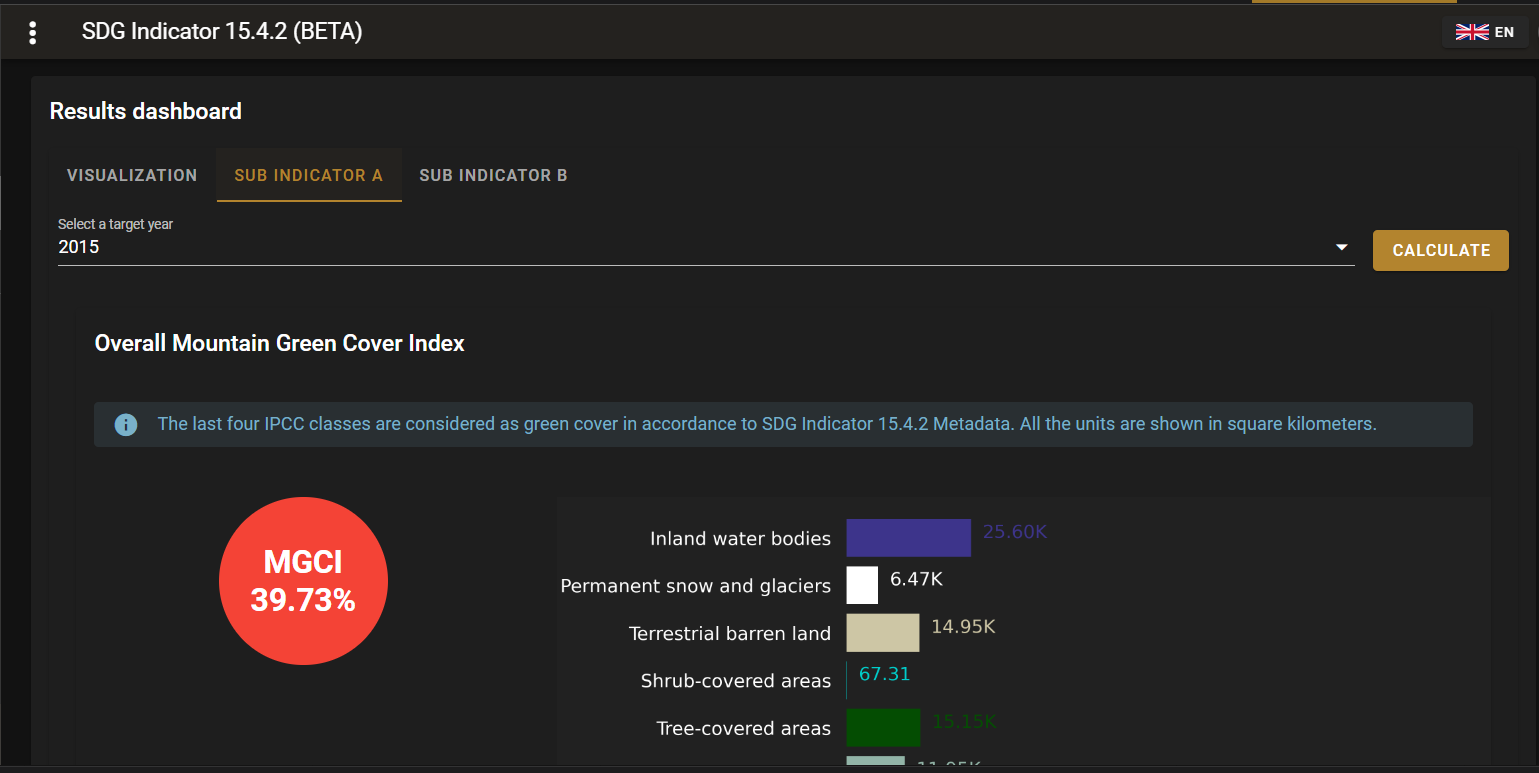 SDG Indicator 15.4.2 (BETA)
EN
Results dashboard
VISUALIZATION SUB INDICATOR A SUB INDICATOR B
Select a target year
2015
CALCULATE
Overall Mountain Green Cover Index
The last four IPCC classes are considered as green cover in accordance to SDG Indicator 15.4.2 Metadata. All the units are shown in square kilometers.
MGCI
39.73%
Inland water bodies 25.60K
Permanent snow and glaciers 6.47K
Terrestrial barren land 14.95K
Shrub-covered areas 67.31
Tree-covered areas 15.15K